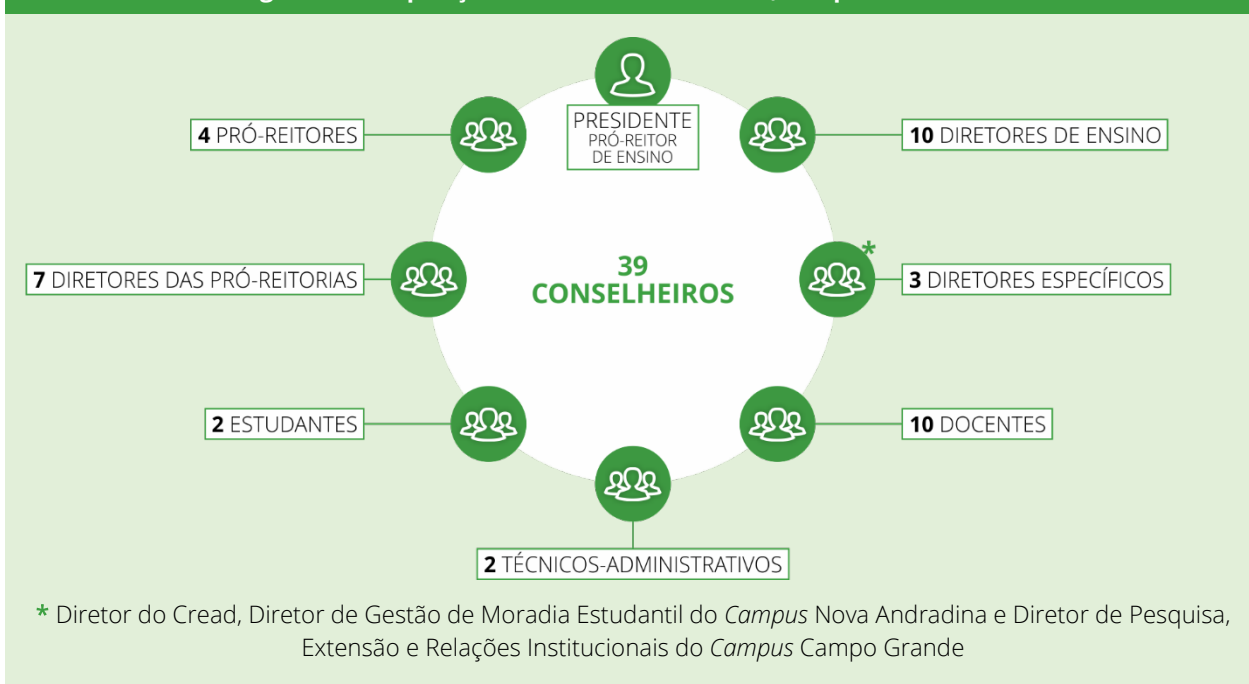 PRESIDENTE
PRÓ-REITOR
DE ENSINO
4 PRÓ-REITORES
10 DIRETORES DE ENSINO
7 DIRETORES DAS PRÓ-REITORIAS
39
CONSELHEIROS
*
3 DIRETORES ESPECÍFICOS
2 ESTUDANTES
10 DOCENTES
2 TÉCNICOS-ADMINISTRATIVOS
* Diretor do Cread, Diretor de Gestão de Moradia Estudantil do Campus Nova Andradina e Diretor de Pesquisa,
Extensão e Relações Institucionais do Campus Campo Grande